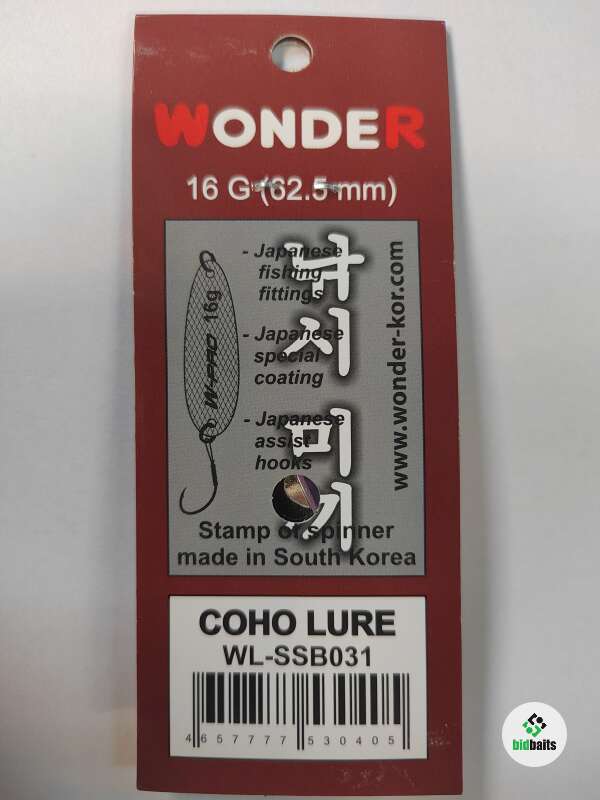 WONDER
16 G (62.5 mm)
- Japanese
fishing
fittings
- Japanese
special
coating
- Japanese
assist
hooks
W-PRO 16g
낚시 미끼
www.wonder-kor.com
Stamp of spinner
made in South Korea
COHO LURE
WL-SSB031
4 657777 530405
bidbaits